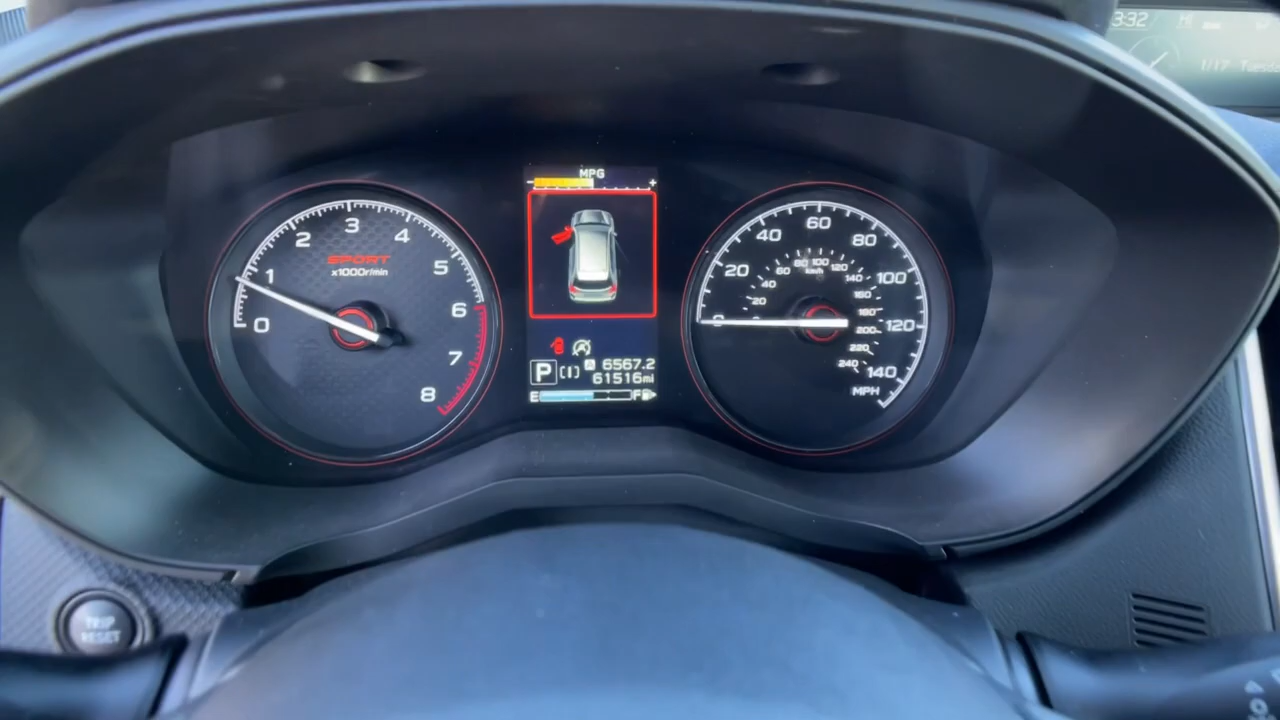 3:32
1/17 Tuesda
MPG
- +
0 1 2 3 4 5 6 7 8
SPORT
x1000r/min
0 20 40 60 80 100 120 140
20 40 60 80 100 120 140 160 180 200 220 240
km/h
MPH
A 6567.2
P
61516mi
E F
TRIP
RESET